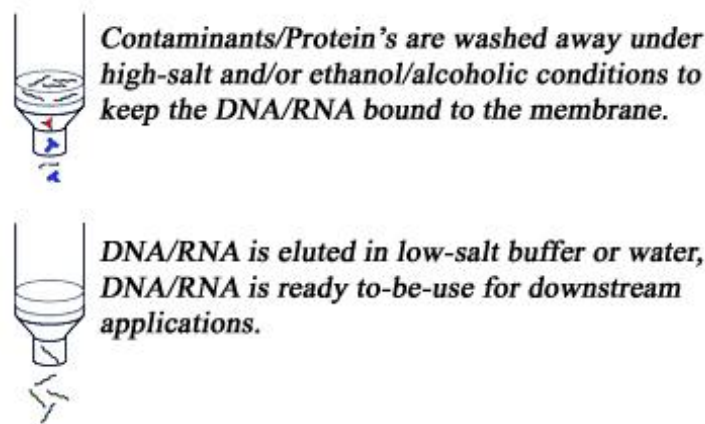 Contaminants/Protein's are washed away under
high-salt and/or ethanol/alcoholic conditions to
keep the DNA/RNA bound to the membrane.
DNA/RNA is eluted in low-salt buffer or water,
DNA/RNA is ready to-be-use for downstream
applications.